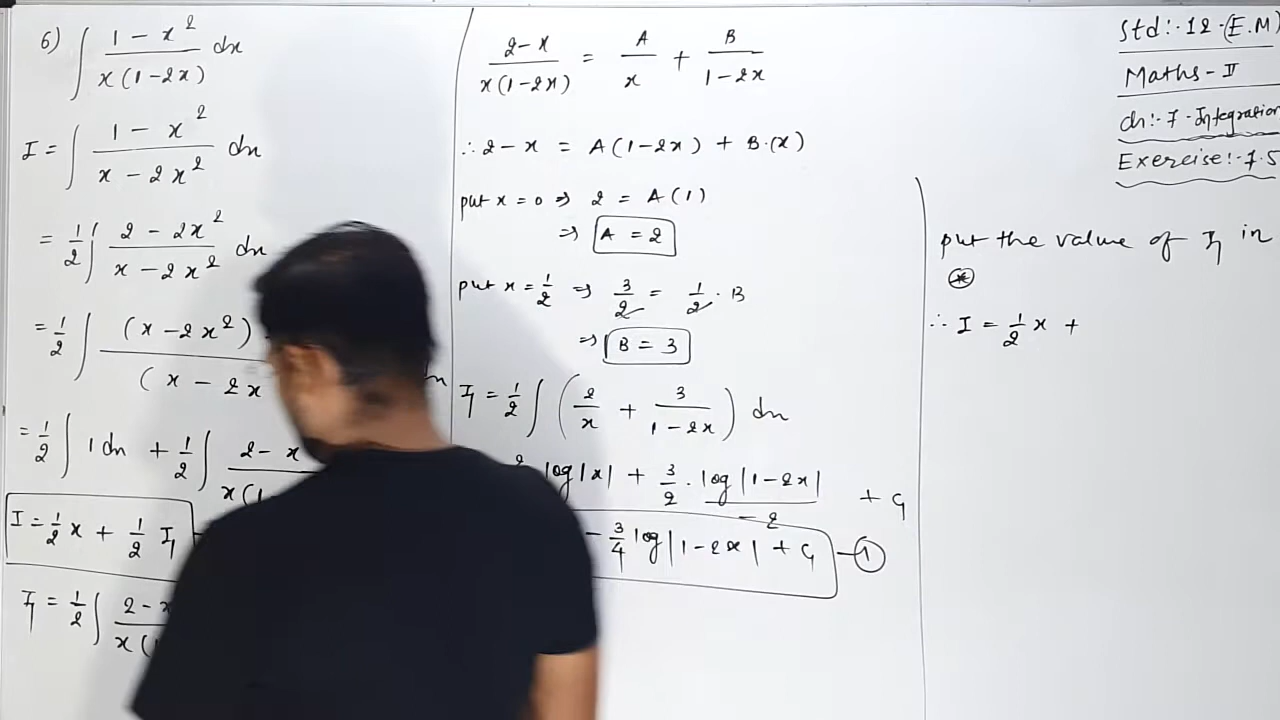 6) ∫ (1 - x²)/(x(1-2x)) dx
I = ∫ (1 - x²)/(x - 2x²) dx
= 1/2 ∫ (2 - 2x²)/(x - 2x²) dx
= 1/2 ∫ (x - 2x²) / (x - 2x
= 1/2 ∫ 1 dx + 1/2 ∫ (2 - x
I = 1/2 x + 1/2 I₁
I₁ = 1/2 ∫ 2 - x
(2-x)/(x(1-2x)) = A/x + B/(1-2x)
∴ 2 - x = A(1-2x) + B.(x)
put x = 0 ⇒ 2 = A(1)
⇒ A = 2
put x = 1/2 ⇒ 3/2 = 1/2 . B
⇒ B = 3
I₁ = 1/2 ∫ (2/x + 3/(1-2x)) dx
log|x| + 3/2 . log|1-2x|/-2 + C₁
- 3/4 log|1-2x| + C₁ — ①
Std:- 12 - (E.M)
Maths - II
ch:- 7 - Integration
Exercise:- 7.5
put the value of I₁ in
⊛
∴ I = 1/2 x +